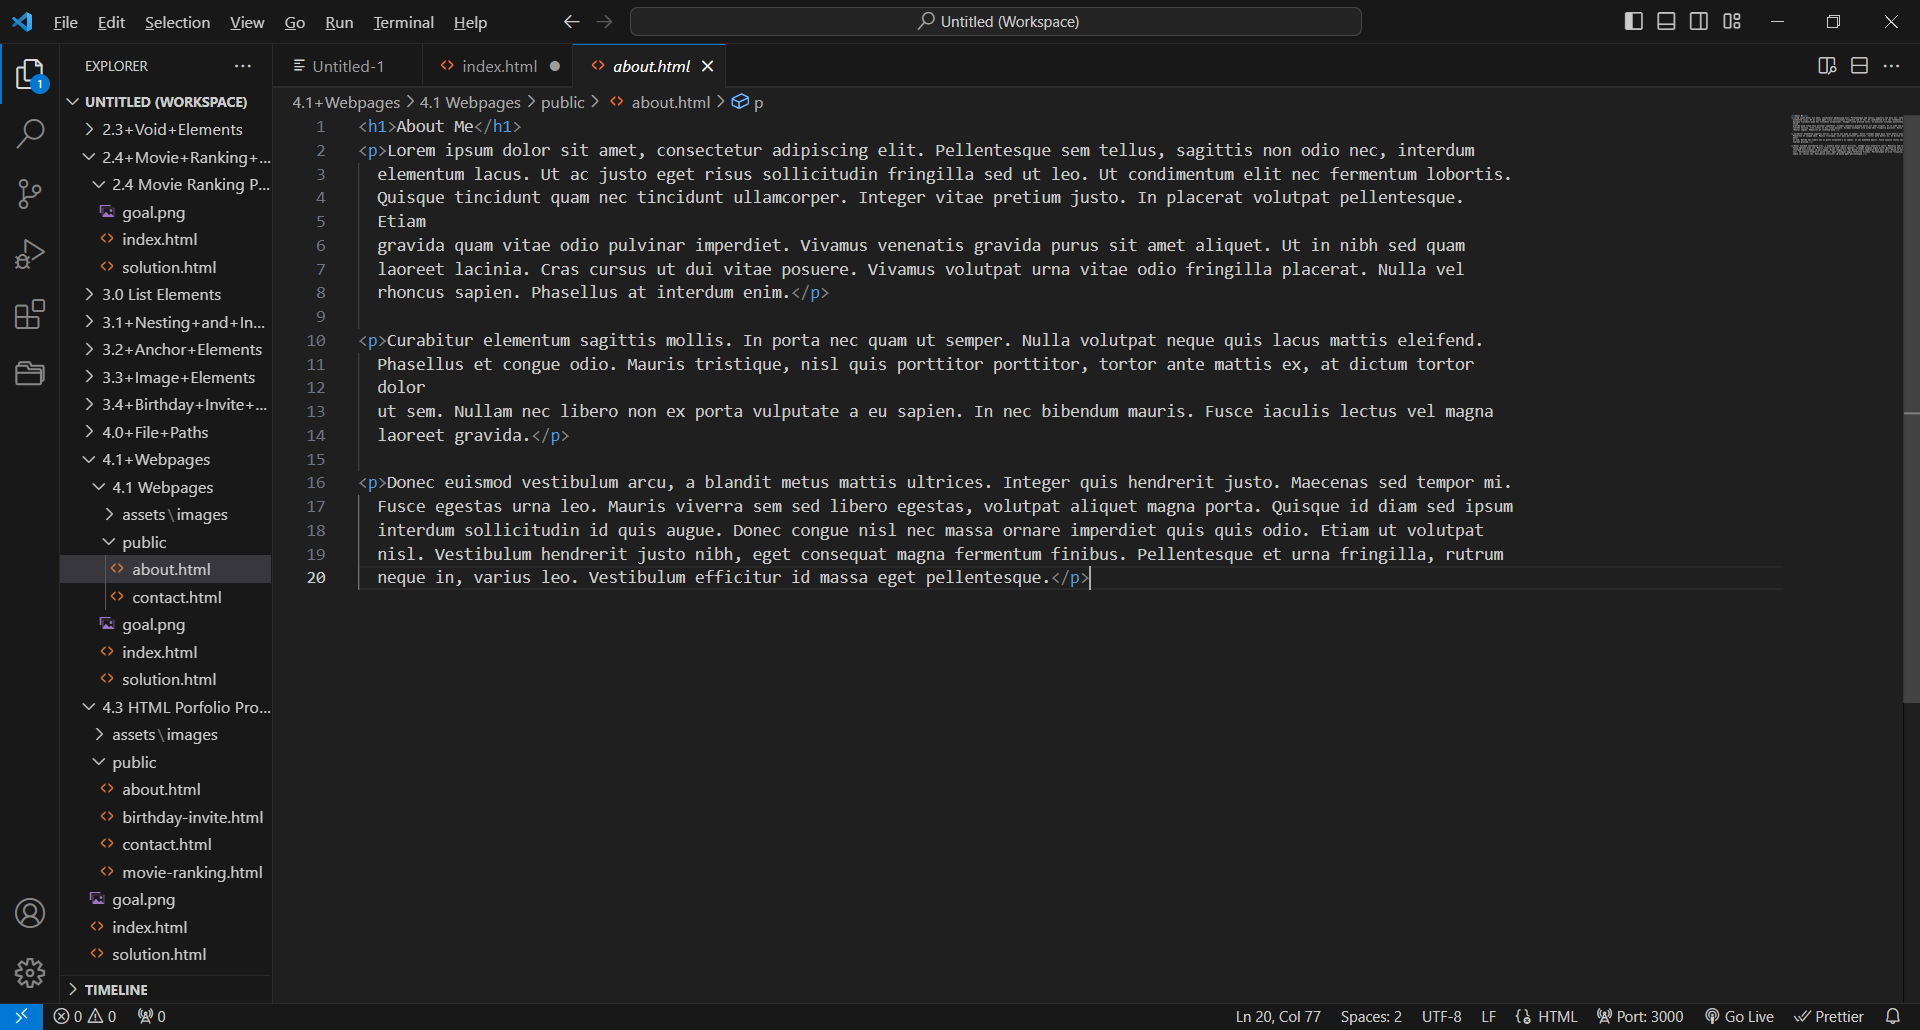 File Edit Selection View Go Run Terminal Help
Untitled (Workspace)
EXPLORER
Untitled-1
index.html
about.html
1
UNTITLED (WORKSPACE)
2.3+Void+Elements
2.4+Movie+Ranking+...
2.4 Movie Ranking P...
goal.png
index.html
solution.html
3.0 List Elements
3.1+Nesting+and+In...
3.2+Anchor+Elements
3.3+Image+Elements
3.4+Birthday+Invite+...
4.0+File+Paths
4.1+Webpages
4.1 Webpages
assets\images
public
about.html
contact.html
goal.png
index.html
solution.html
4.3 HTML Porfolio Pro...
assets\images
public
about.html
birthday-invite.html
contact.html
movie-ranking.html
goal.png
index.html
solution.html
TIMELINE
4.1+Webpages > 4.1 Webpages > public > about.html > p
1 <h1>About Me</h1>
2 <p>Lorem ipsum dolor sit amet, consectetur adipiscing elit. Pellentesque sem tellus, sagittis non odio nec, interdum
3 elementum lacus. Ut ac justo eget risus sollicitudin fringilla sed ut leo. Ut condimentum elit nec fermentum lobortis.
4 Quisque tincidunt quam nec tincidunt ullamcorper. Integer vitae pretium justo. In placerat volutpat pellentesque.
5 Etiam
6 gravida quam vitae odio pulvinar imperdiet. Vivamus venenatis gravida purus sit amet aliquet. Ut in nibh sed quam
7 laoreet lacinia. Cras cursus ut dui vitae posuere. Vivamus volutpat urna vitae odio fringilla placerat. Nulla vel
8 rhoncus sapien. Phasellus at interdum enim.</p>
9
10 <p>Curabitur elementum sagittis mollis. In porta nec quam ut semper. Nulla volutpat neque quis lacus mattis eleifend.
11 Phasellus et congue odio. Mauris tristique, nisl quis porttitor porttitor, tortor ante mattis ex, at dictum tortor
12 dolor
13 ut sem. Nullam nec libero non ex porta vulputate a eu sapien. In nec bibendum mauris. Fusce iaculis lectus vel magna
14 laoreet gravida.</p>
15
16 <p>Donec euismod vestibulum arcu, a blandit metus mattis ultrices. Integer quis hendrerit justo. Maecenas sed tempor mi.
17 Fusce egestas urna leo. Mauris viverra sem sed libero egestas, volutpat aliquet magna porta. Quisque id diam sed ipsum
18 interdum sollicitudin id quis augue. Donec congue nisl nec massa ornare imperdiet quis quis odio. Etiam ut volutpat
19 nisl. Vestibulum hendrerit justo nibh, eget consequat magna fermentum finibus. Pellentesque et urna fringilla, rutrum
20 neque in, varius leo. Vestibulum efficitur id massa eget pellentesque.</p>
0 0 0
Ln 20, Col 77 Spaces: 2 UTF-8 LF HTML Port: 3000 Go Live Prettier